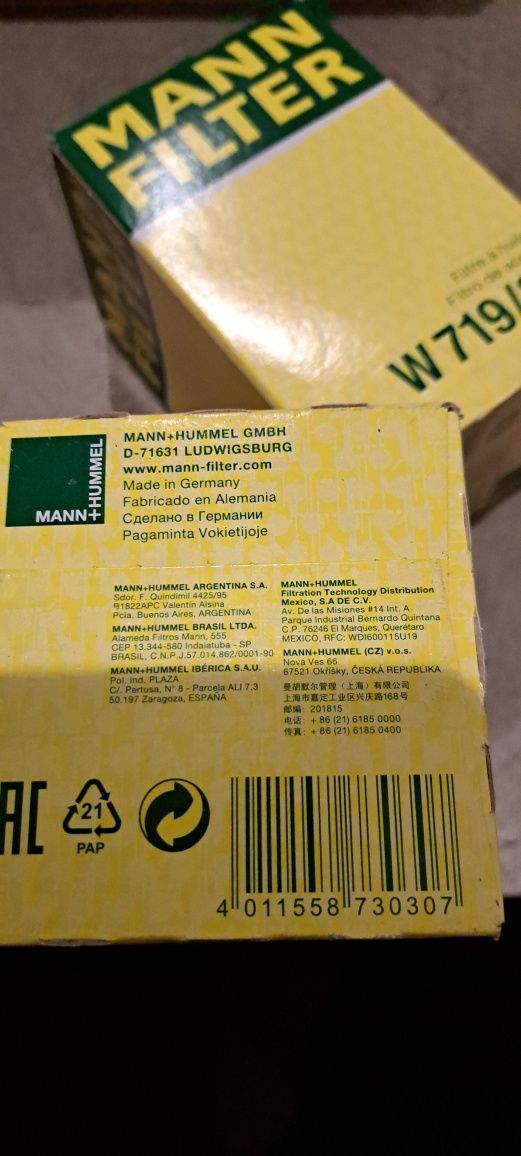 MANN
FILTER
Filtre à huile
W 719/
MANN+HUMMEL
MANN+HUMMEL GMBH
D-71631 LUDWIGSBURG
www.mann-filter.com
Made in Germany
Fabricado en Alemania
Сделано в Германии
Pagaminta Vokietijoje
MANN+HUMMEL ARGENTINA S.A.
Sdor. F. Quindimil 4425/95
B1822APC Valentin Alsina
Pcia. Buenos Aires, ARGENTINA
MANN+HUMMEL BRASIL LTDA.
Alameda Filtros Mann, 555
CEP 13.344-580 Indaiatuba - SP
BRASIL, C.N.P.J.57.014.862/0001-90
MANN+HUMMEL IBÉRICA S.A.U.
Pol. Ind. PLAZA
C/. Pertusa, N° 8 - Parcela ALI 7.3
50.197 Zaragoza, ESPAÑA
MANN+HUMMEL
Filtration Technology Distribution
Mexico, S.A DE C.V.
Av. De las Misiones #14 Int. A
Parque Industrial Bernardo Quintana
C.P. 76246 El Marques, Querétaro
MEXICO, RFC: WDI600115U19
MANN+HUMMEL (CZ) v.o.s.
Nová Ves 66
67521 Okříšky, ČESKÁ REPUBLIKA
曼胡默尔管理（上海）有限公司
上海市嘉定工业区兴庆路168号
邮编: 201815
电话: + 86 (21) 6185 0000
传真: + 86 (21) 6185 0400
21
PAP
4 011558 730307